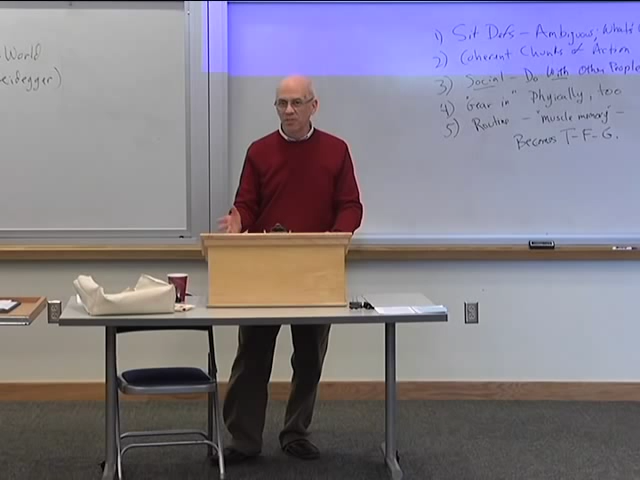 - World
eidegger)
1) Sit Defs - Ambiguous; What's
2) Coherent Chunks of Action
3) Social - Do With Other People
4) "Gear in" Physically, too
5) Routine - "muscle memory" -
Becomes T-F-G.